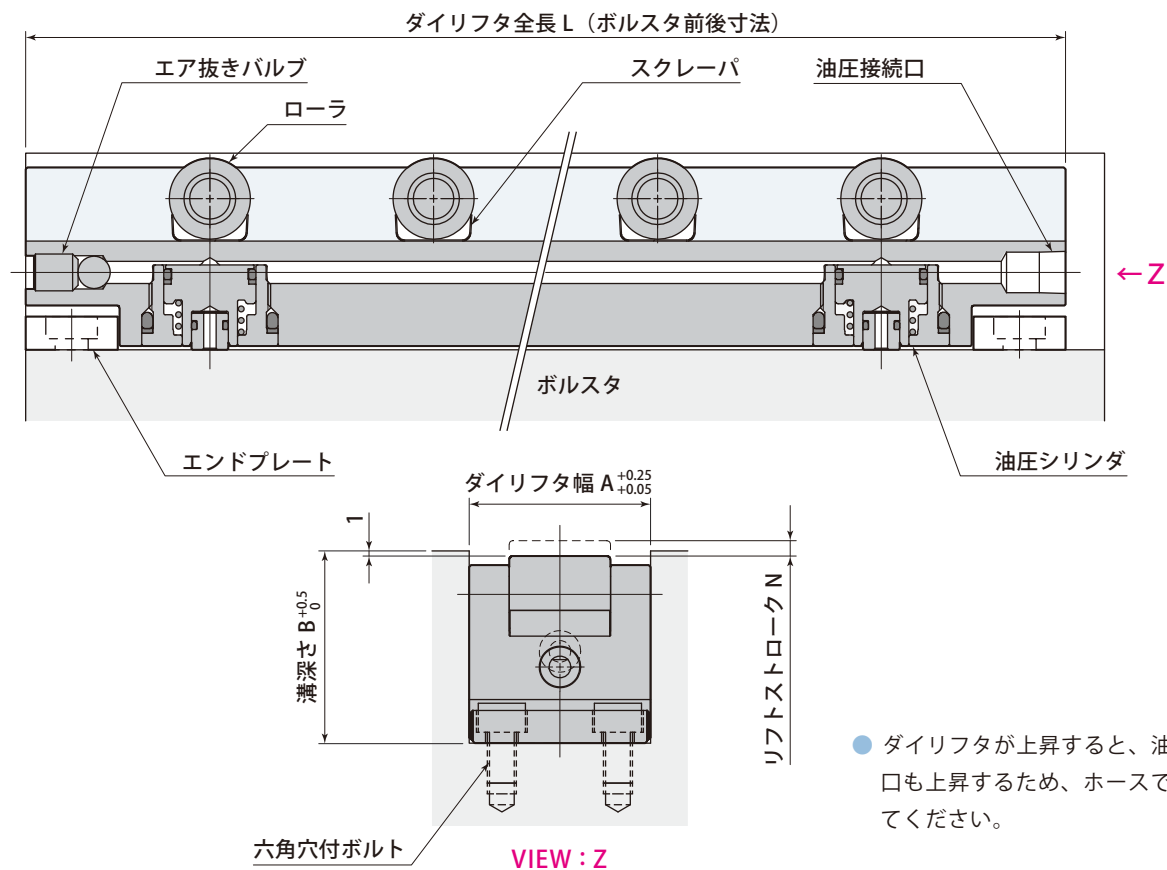 ダイリフタ全長 L（ボルスタ前後寸法）
エア抜きバルブ
スクレーパ
油圧接続口
ローラ
←Z
ボルスタ
エンドプレート
油圧シリンダ
ダイリフタ幅 A +0.25 +0.05
1
溝深さ B +0.5 0
リフトストローク N
六角穴付ボルト
VIEW：Z
● ダイリフタが上昇すると、油
口も上昇するため、ホースで
てください。